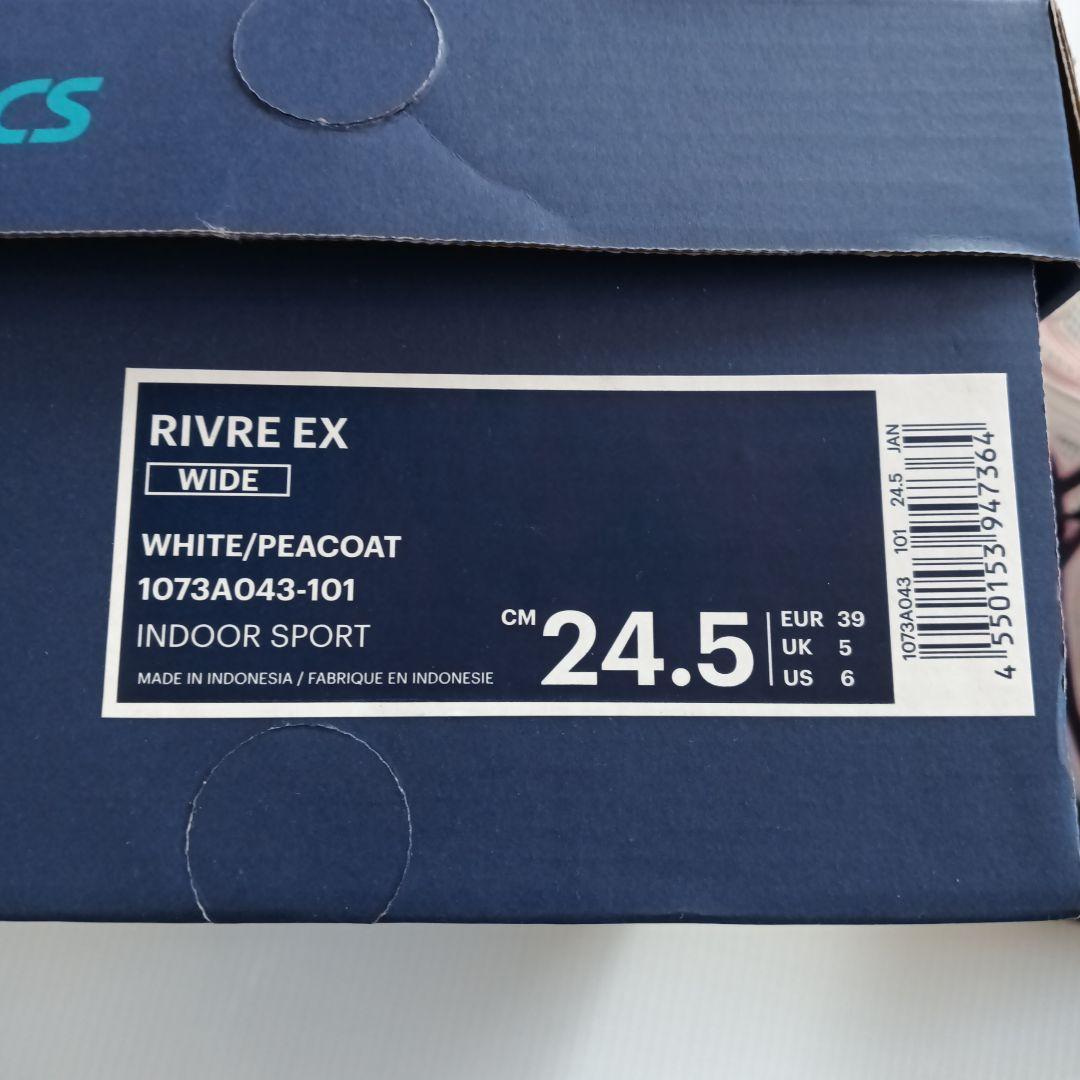 CS
RIVRE EX
WIDE
WHITE/PEACOAT
1073A043-101
INDOOR SPORT
MADE IN INDONESIA / FABRIQUE EN INDONESIE
CM 24.5
EUR 39
UK 5
US 6
1073A043 101 24.5 JAN
4 550153 947364